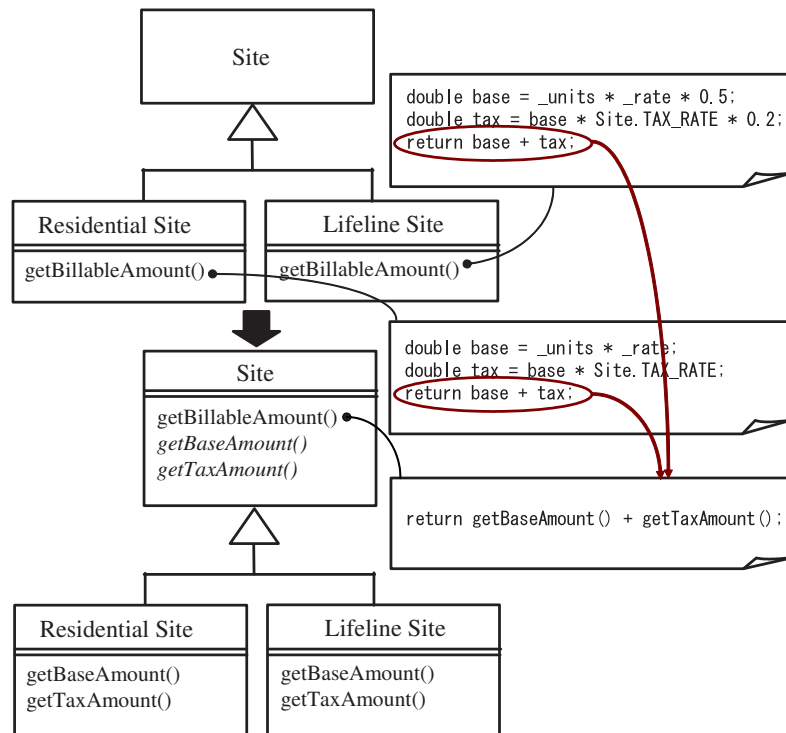 Site
double base = _units * _rate * 0.5;
double tax = base * Site.TAX_RATE * 0.2;
return base + tax;
Residential Site
getBillableAmount()
Lifeline Site
getBillableAmount()
double base = _units * _rate;
double tax = base * Site.TAX_RATE;
return base + tax;
Site
getBillableAmount()
getBaseAmount()
getTaxAmount()
return getBaseAmount() + getTaxAmount();
Residential Site
getBaseAmount()
getTaxAmount()
Lifeline Site
getBaseAmount()
getTaxAmount()